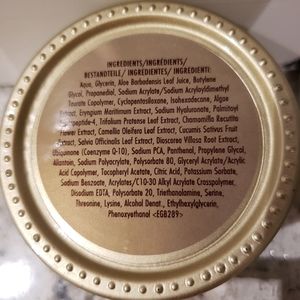 INGREDIENTS/INGRÉDIENTS/
BESTANDTEILE/ INGREDIENTES/ INGREDIENTI:
Aqua, Glycerin, Aloe Barbadensis Leaf Juice, Butylene
Glycol, Propanediol, Sodium Acrylate/Sodium Acryloyldimethyl
Taurate Copolymer, Cyclopentasiloxane, Isohexadecane, Algae
Extract, Eryngium Maritimum Extract, Sodium Hyaluronate, Palmitoyl
Tripeptide-4, Trifolium Pratense Leaf Extract, Chamomilla Recutita
Flower Extract, Camellia Oleifera Leaf Extract, Cucumis Sativus Fruit
Extract, Salvia Officinalis Leaf Extract, Dioscorea Villosa Root Extract,
Ubiquinone (Coenzyme Q-10), Sodium PCA, Panthenol, Propylene Glycol,
Allantoin, Sodium Polyacrylate, Polysorbate 80, Glyceryl Acrylate/Acrylic
Acid Copolymer, Tocopheryl Acetate, Citric Acid, Potassium Sorbate,
Sodium Benzoate, Acrylates/C10-30 Alkyl Acrylate Crosspolymer,
Disodium EDTA, Polysorbate 20, Triethanolamine, Serine,
Threonine, Lysine, Alcohol Denat., Ethylhexylglycerin,
Phenoxyethanol <EGB289>